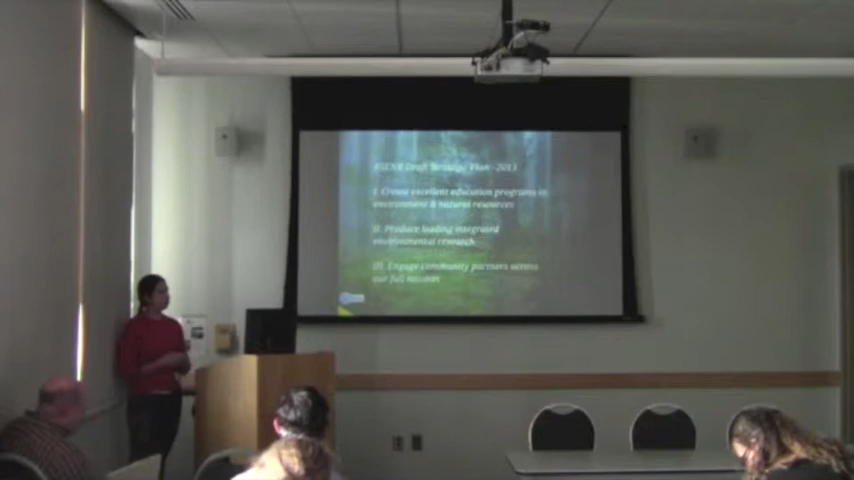 RSENR Draft Strategic Plan -2013
I. Create excellent education programs in
environment & natural resources
II. Produce leading integrated
environmental research
III. Engage community partners across
our full mission